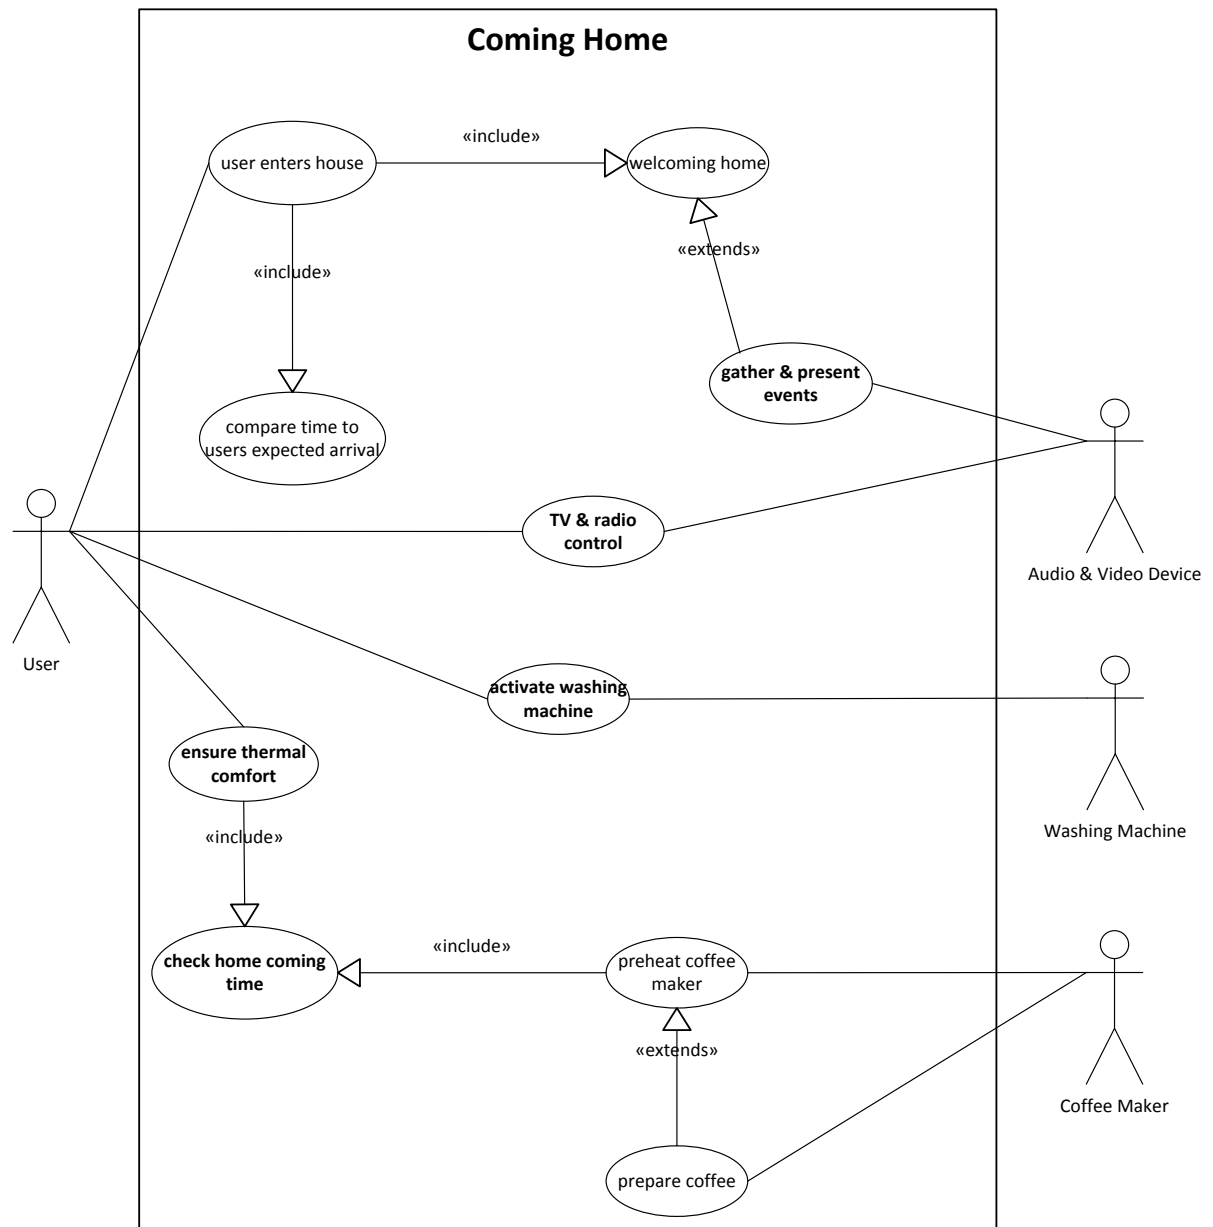 Coming Home
«include»
user enters house
welcoming home
«extends»
«include»
gather & present
events
compare time to
users expected arrival
TV & radio
control
Audio & Video Device
User
activate washing
machine
ensure thermal
comfort
Washing Machine
«include»
«include»
check home coming
time
preheat coffee
maker
«extends»
Coffee Maker
prepare coffee